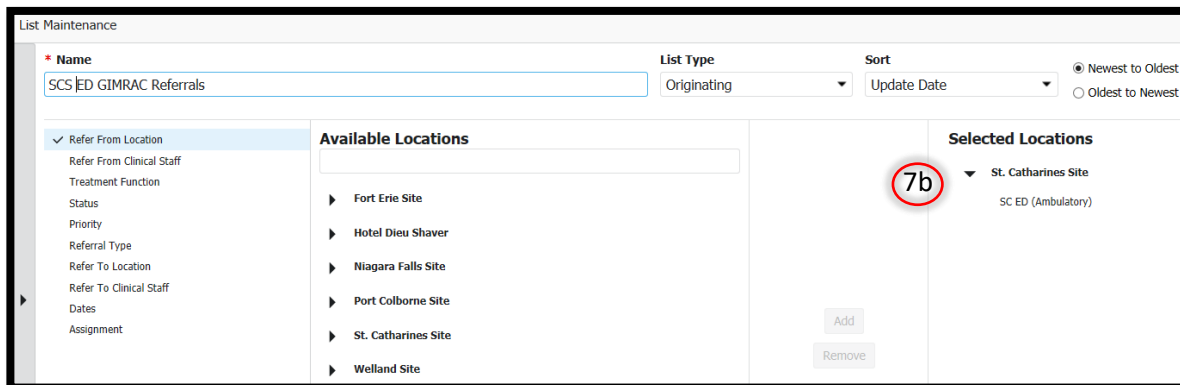 List Maintenance
* Name
List Type
Sort
SCS ED GIMRAC Referrals
Originating
Update Date
Newest to Oldest
Oldest to Newest
Refer From Location
Refer From Clinical Staff
Treatment Function
Status
Priority
Referral Type
Refer To Location
Refer To Clinical Staff
Dates
Assignment
Available Locations
Fort Erie Site
Hotel Dieu Shaver
Niagara Falls Site
Port Colborne Site
St. Catharines Site
Welland Site
Add
Remove
7b
Selected Locations
St. Catharines Site
SC ED (Ambulatory)